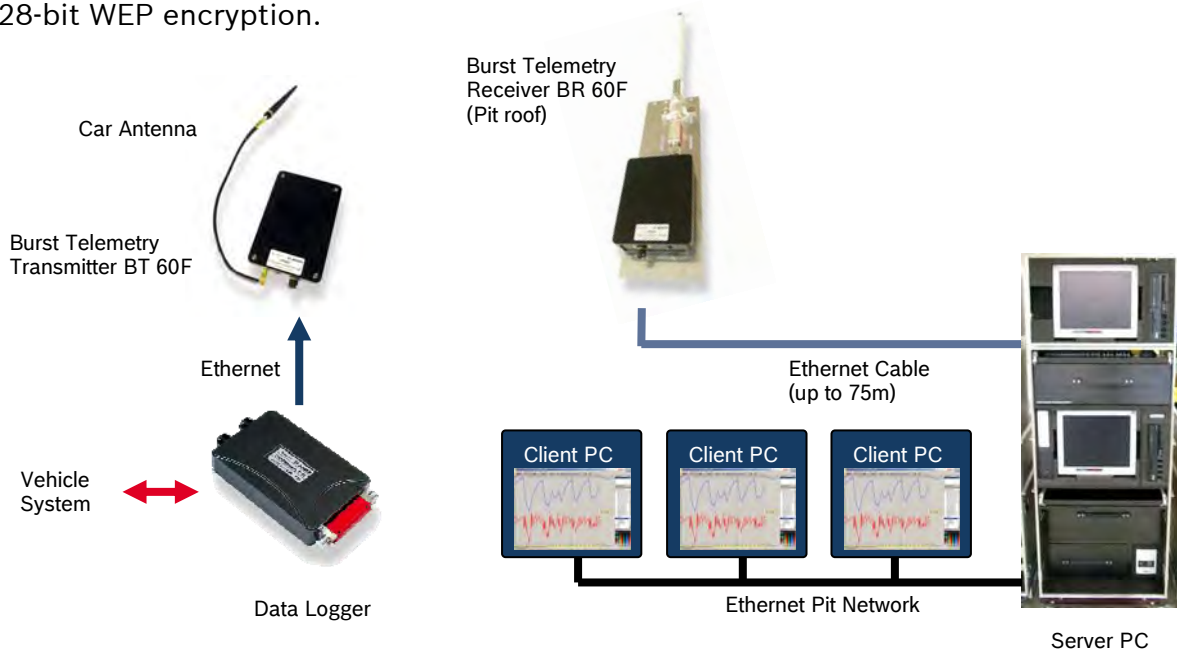 28-bit WEP encryption.
Burst Telemetry
Receiver BR 60F
(Pit roof)
Car Antenna
Burst Telemetry
Transmitter BT 60F
Ethernet
Ethernet Cable
(up to 75m)
Client PC
Client PC
Client PC
Vehicle
System
Data Logger
Ethernet Pit Network
Server PC